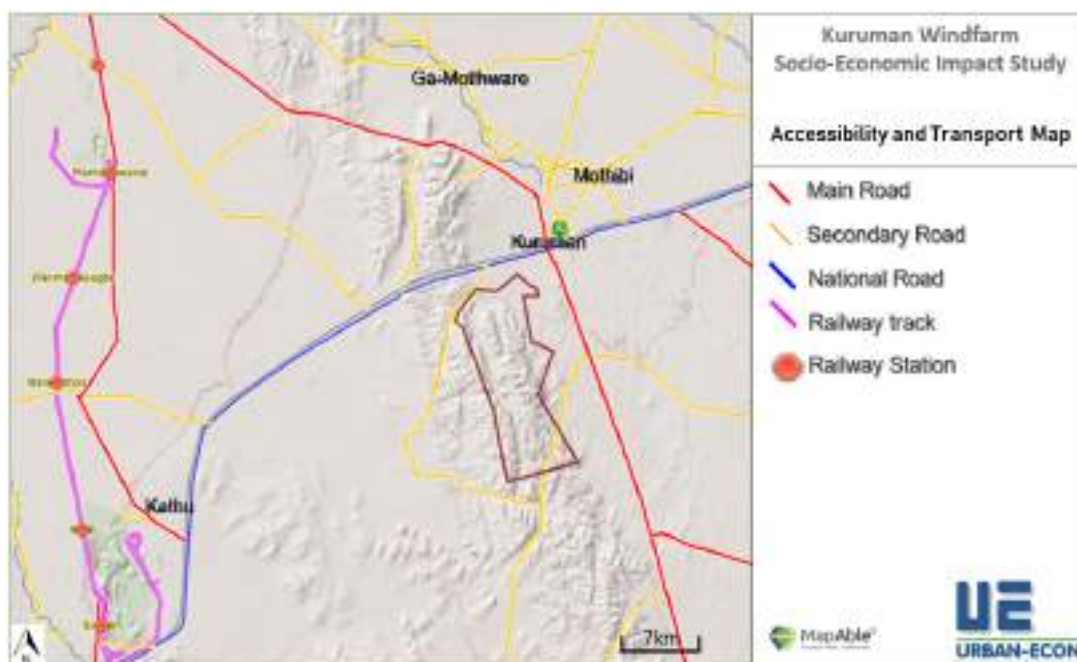 Kuruman Windfarm
Socio-Economic Impact Study
Accessibility and Transport Map
Main Road
Secondary Road
National Road
Railway track
Railway Station
Ga-Mothware
Mothibi
Kuruman
Kathu
7km
N
MapAble
UE
URBAN-ECON